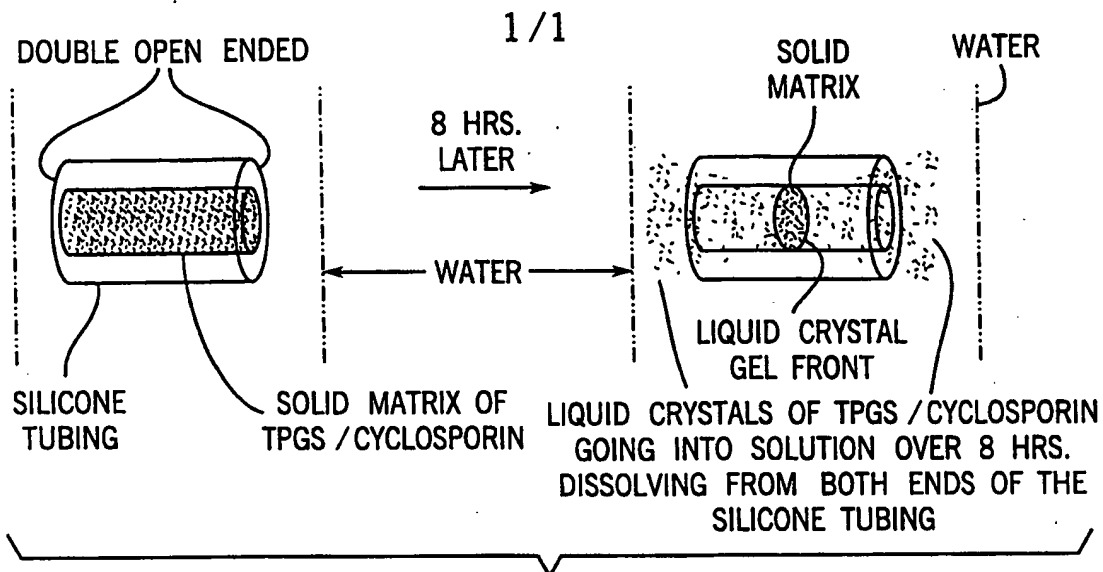 1/1
DOUBLE OPEN ENDED
8 HRS.
LATER
SOLID
MATRIX
WATER
WATER
LIQUID CRYSTAL
GEL FRONT
SILICONE
TUBING
SOLID MATRIX OF
TPGS / CYCLOSPORIN
LIQUID CRYSTALS OF TPGS / CYCLOSPORIN
GOING INTO SOLUTION OVER 8 HRS.
DISSOLVING FROM BOTH ENDS OF THE
SILICONE TUBING